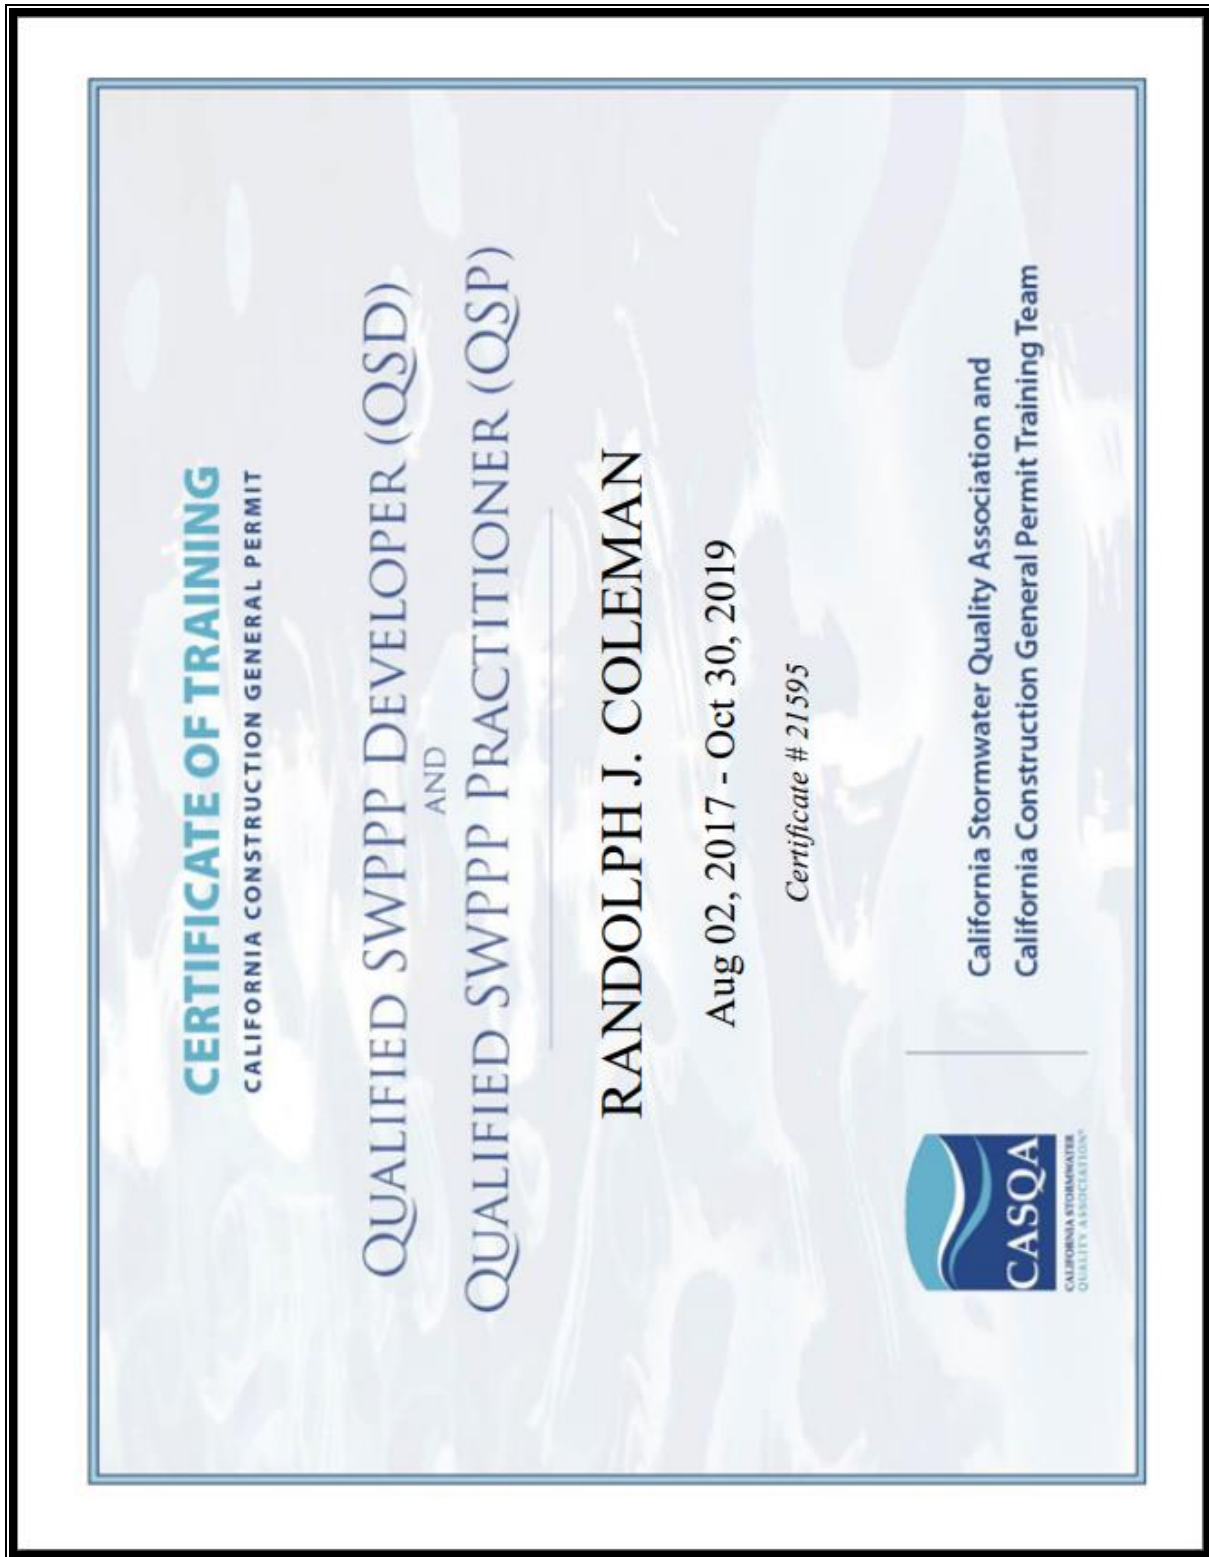 CERTIFICATE OF TRAINING
CALIFORNIA CONSTRUCTION GENERAL PERMIT
QUALIFIED SWPPP DEVELOPER (QSD)
AND
QUALIFIED SWPPP PRACTITIONER (QSP)
RANDOLPH J. COLEMAN
Aug 02, 2017 - Oct 30, 2019
Certificate # 21595
CASQA
CALIFORNIA STORMWATER
QUALITY ASSOCIATION®
California Stormwater Quality Association and
California Construction General Permit Training Team